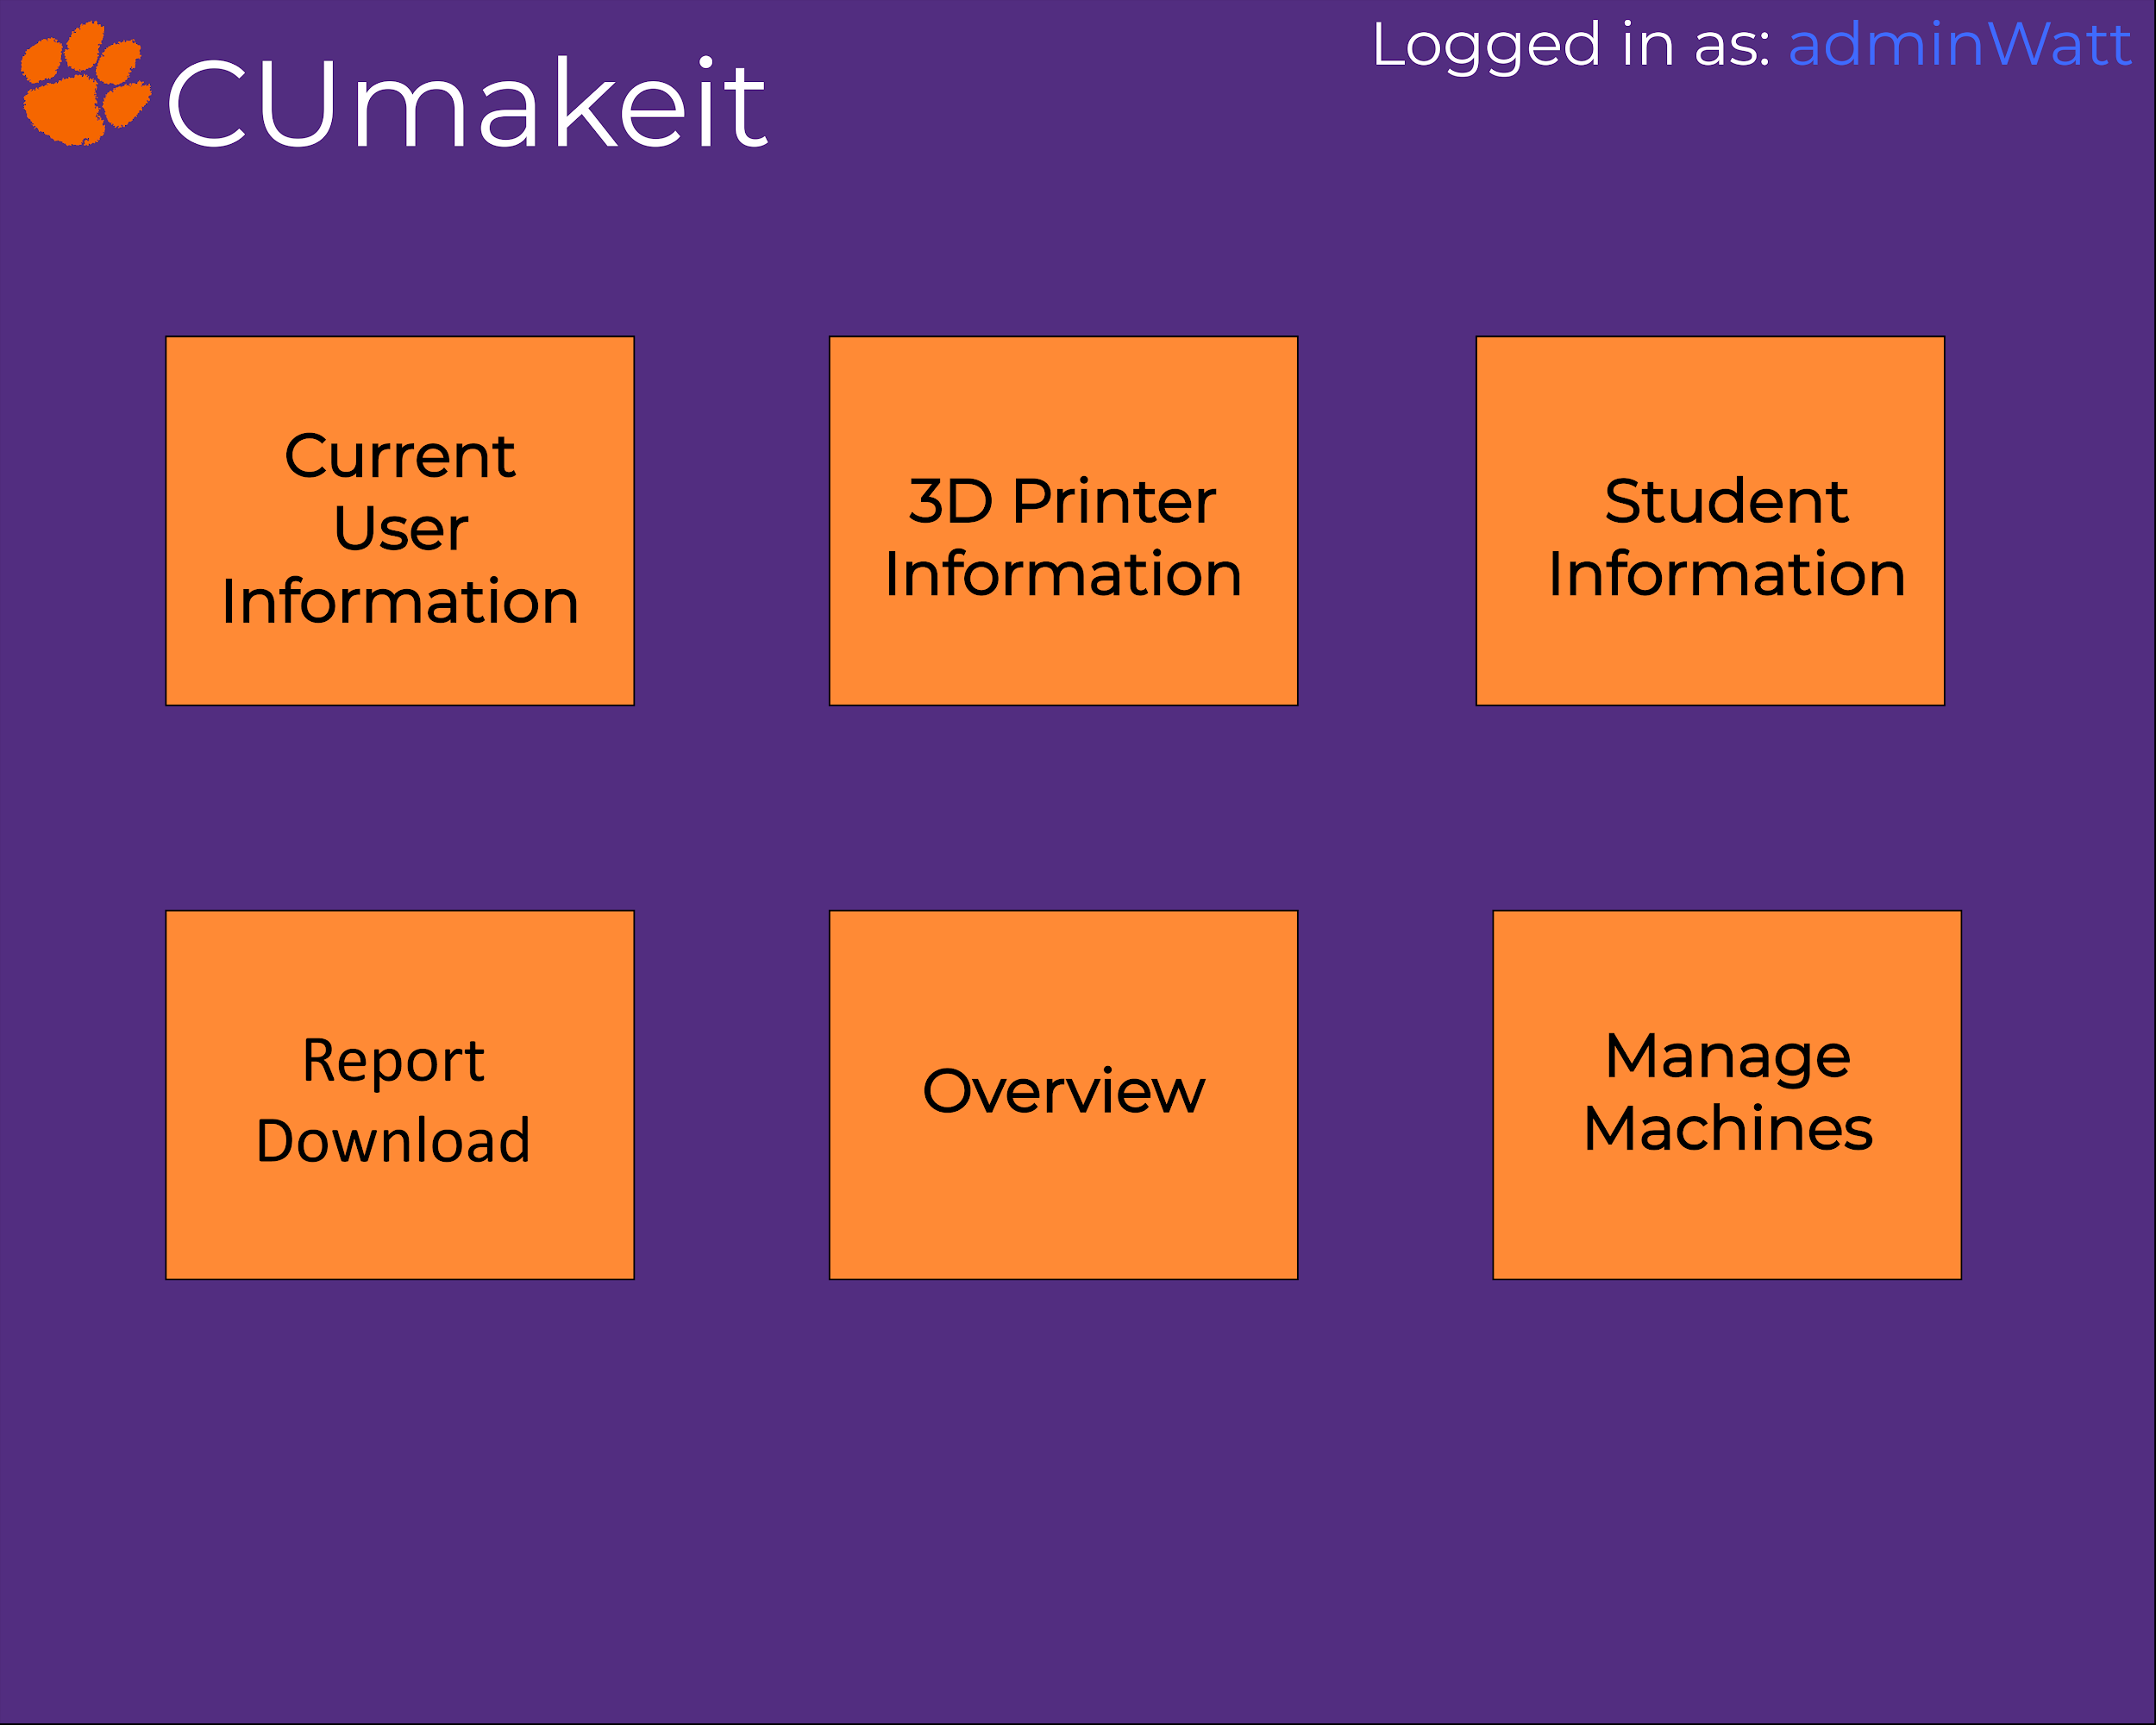 CUmakeit
Logged in as: adminWatt
Current
User
Information
3D Printer
Information
Student
Information
Report
Download
Overview
Manage
Machines